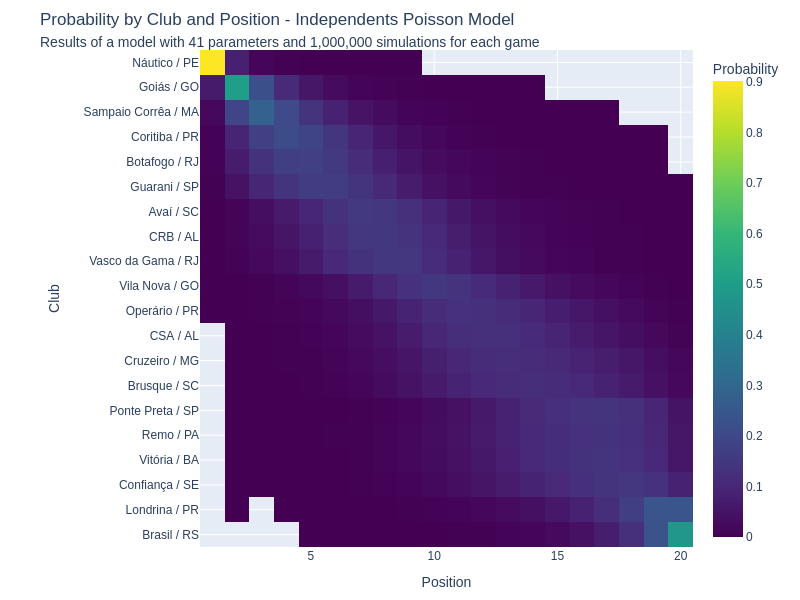 Probability by Club and Position - Independents Poisson Model
Results of a model with 41 parameters and 1,000,000 simulations for each game
Probability
Náutico / PE
Goiás / GO
Sampaio Corrêa / MA
Coritiba / PR
Botafogo / RJ
Guarani / SP
Avaí / SC
CRB / AL
Vasco da Gama / RJ
Vila Nova / GO
Operário / PR
CSA / AL
Cruzeiro / MG
Brusque / SC
Ponte Preta / SP
Remo / PA
Vitória / BA
Confiança / SE
Londrina / PR
Brasil / RS
Club
5
10
15
20
Position
0.9
0.8
0.7
0.6
0.5
0.4
0.3
0.2
0.1
0